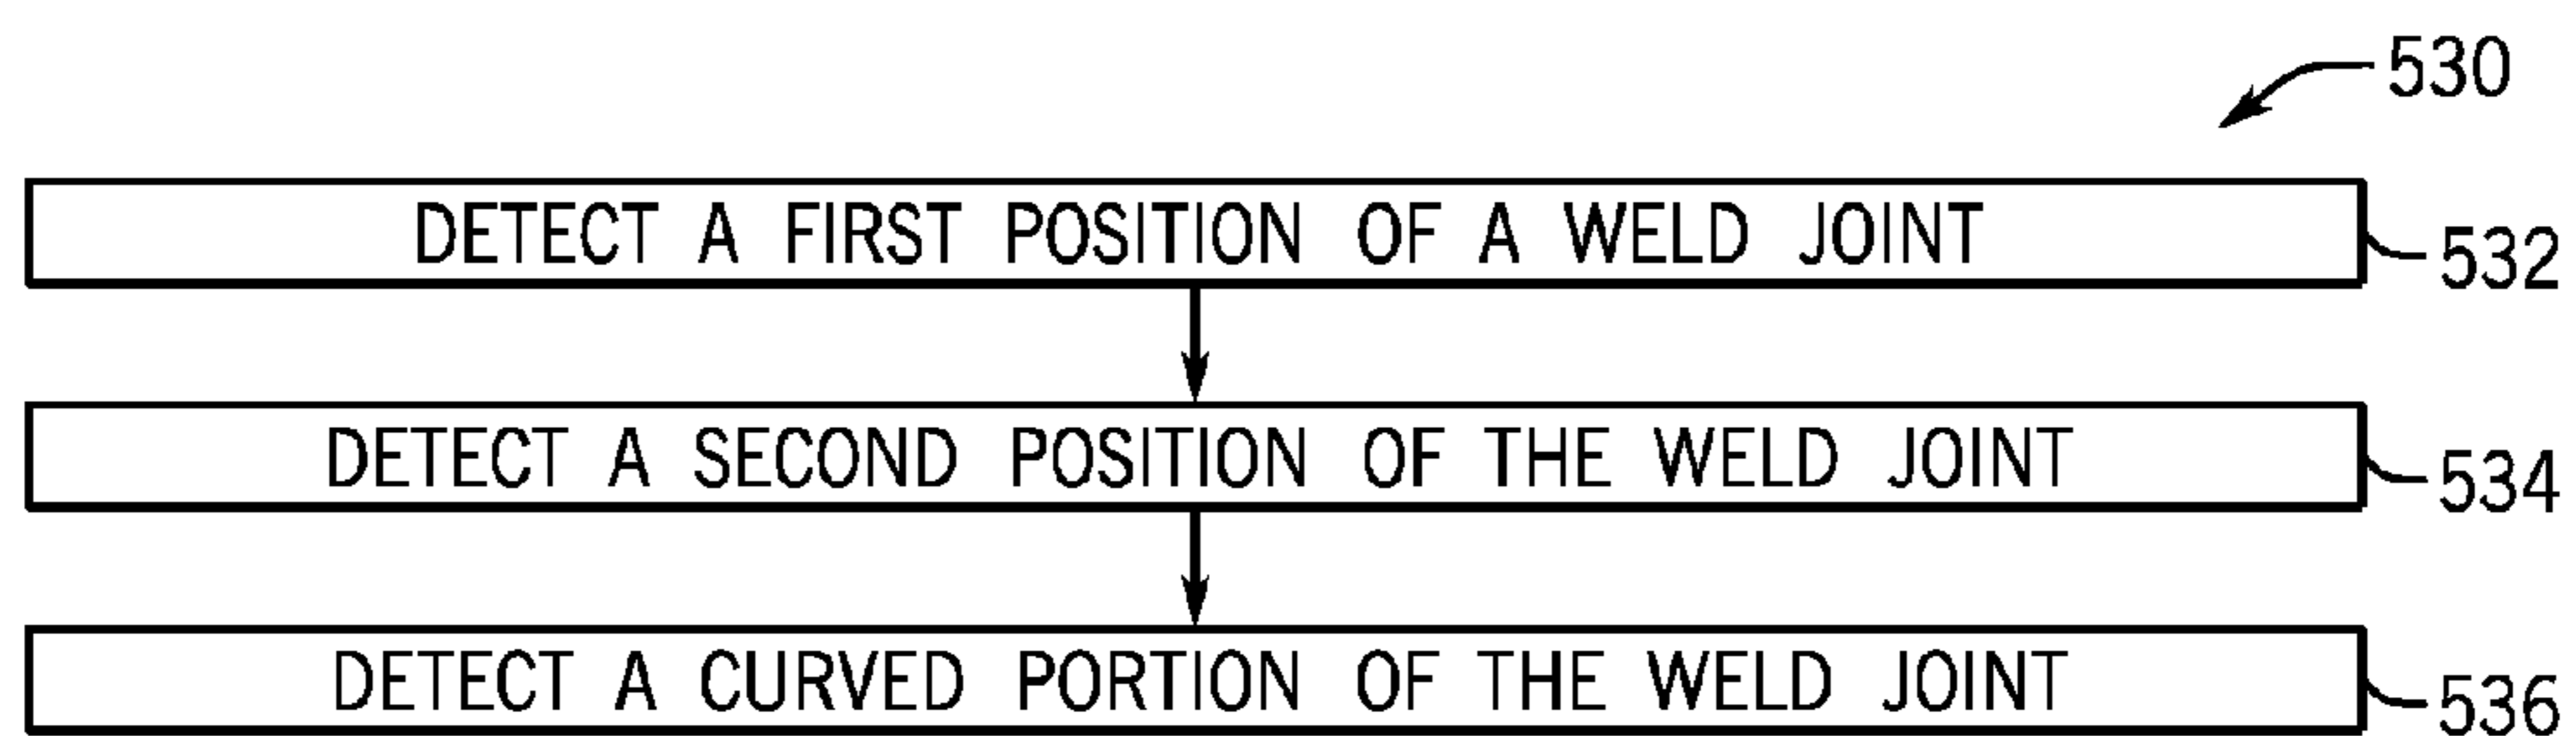 530
DETECT A FIRST POSITION OF A WELD JOINT
532
DETECT A SECOND POSITION OF THE WELD JOINT
534
DETECT A CURVED PORTION OF THE WELD JOINT
536